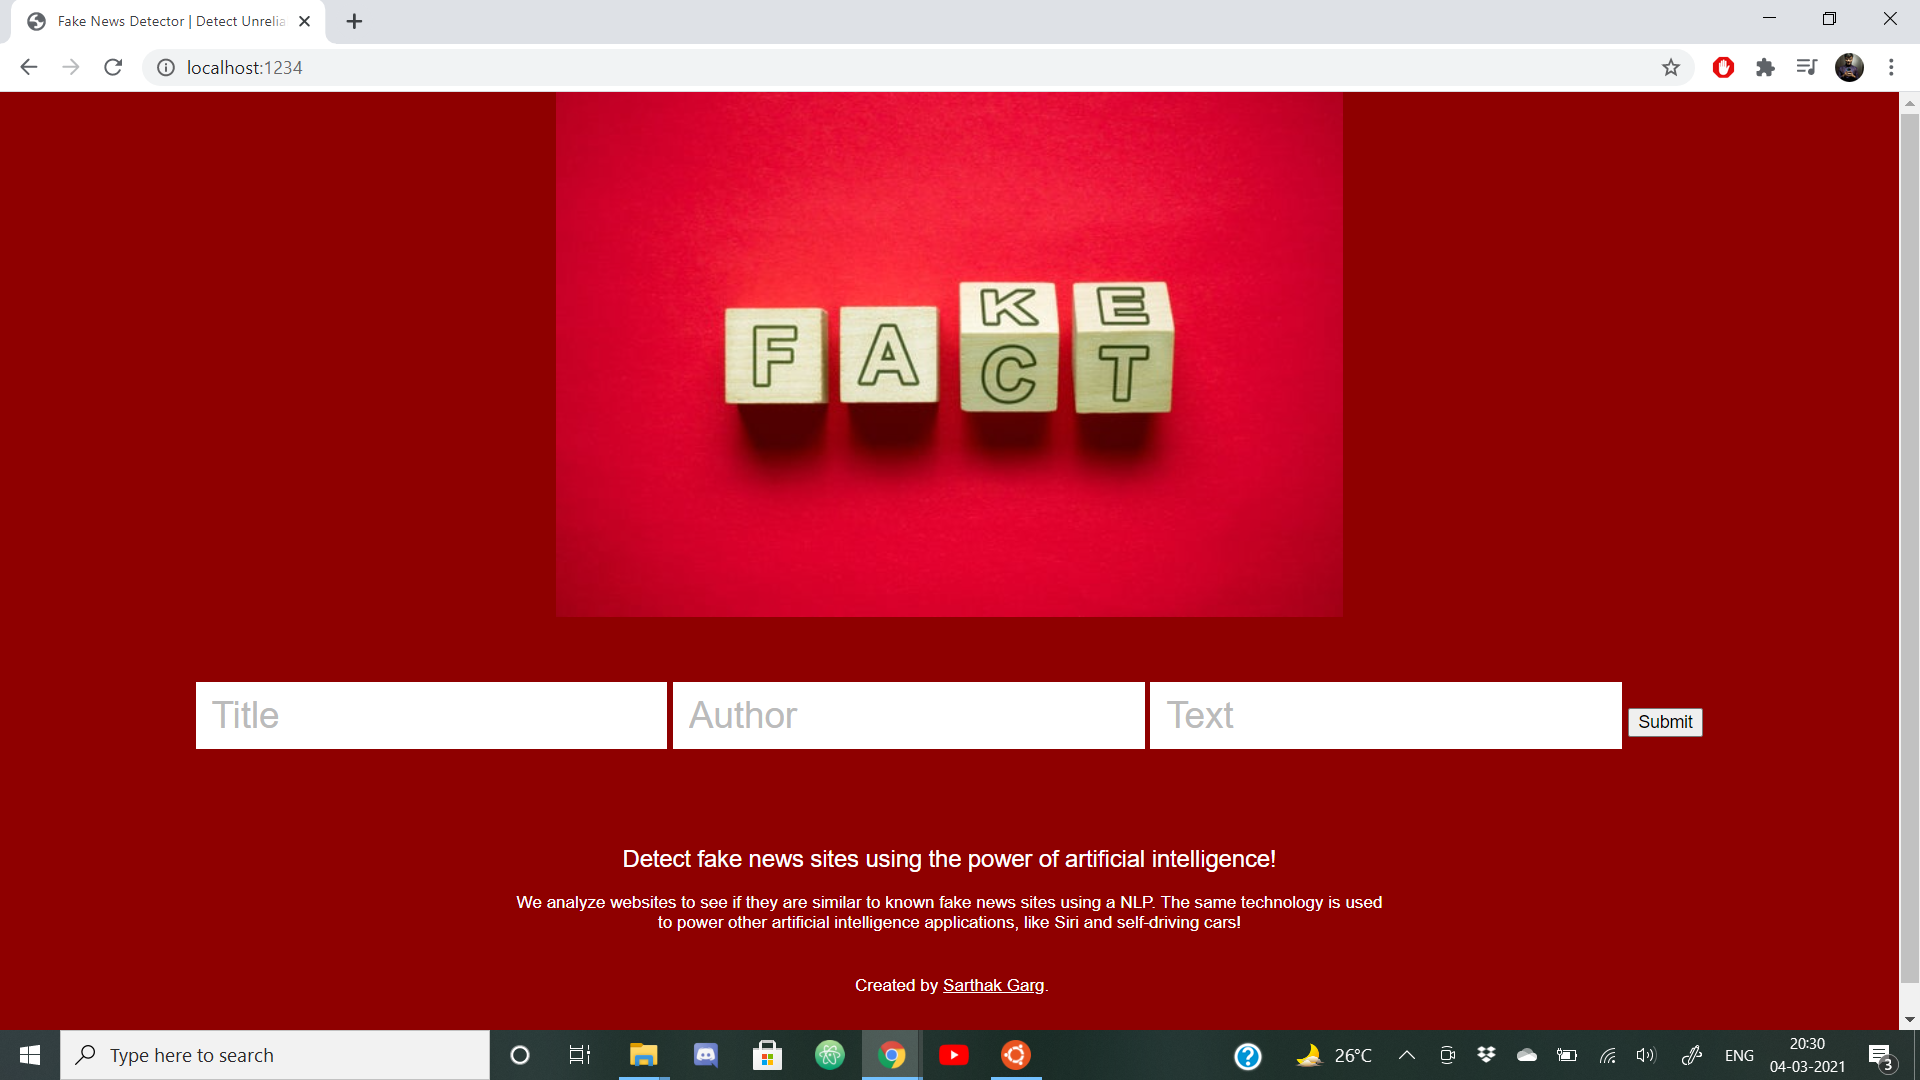 Fake News Detector | Detect Unrelia
localhost:1234
K E
F A C T
Title
Author
Text
Submit
Detect fake news sites using the power of artificial intelligence!
We analyze websites to see if they are similar to known fake news sites using a NLP. The same technology is used
to power other artificial intelligence applications, like Siri and self-driving cars!
Created by Sarthak Garg.
Type here to search
26°C
ENG
20:30
04-03-2021
3